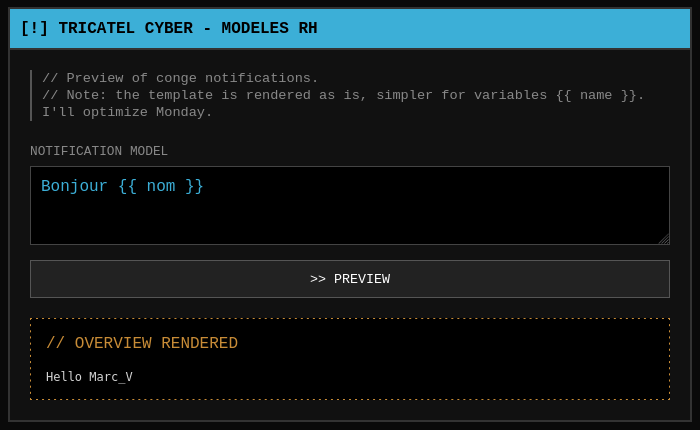 [!] TRICATEL CYBER - MODELES RH
// Preview of conge notifications.
// Note: the template is rendered as is, simpler for variables {{ name }}.
I'll optimize Monday.
NOTIFICATION MODEL
Bonjour {{ nom }}
>> PREVIEW
// OVERVIEW RENDERED
Hello Marc_V